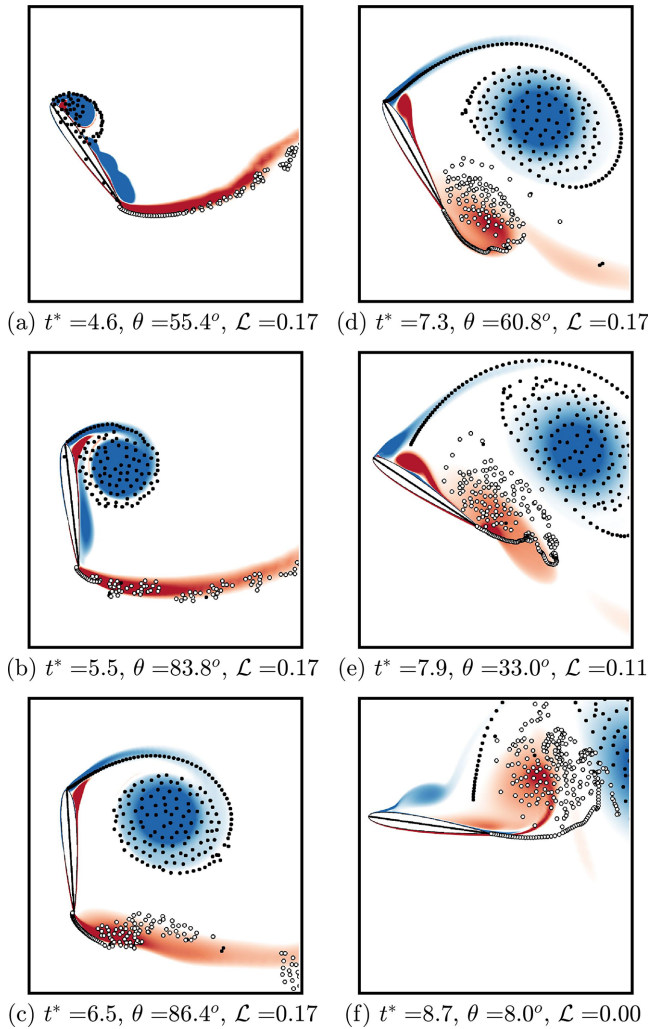 (a) t* =4.6, θ =55.4°, ℒ =0.17
(d) t* =7.3, θ =60.8°, ℒ =0.17
(b) t* =5.5, θ =83.8°, ℒ =0.17
(e) t* =7.9, θ =33.0°, ℒ =0.11
(c) t* =6.5, θ =86.4°, ℒ =0.17
(f) t* =8.7, θ =8.0°, ℒ =0.00